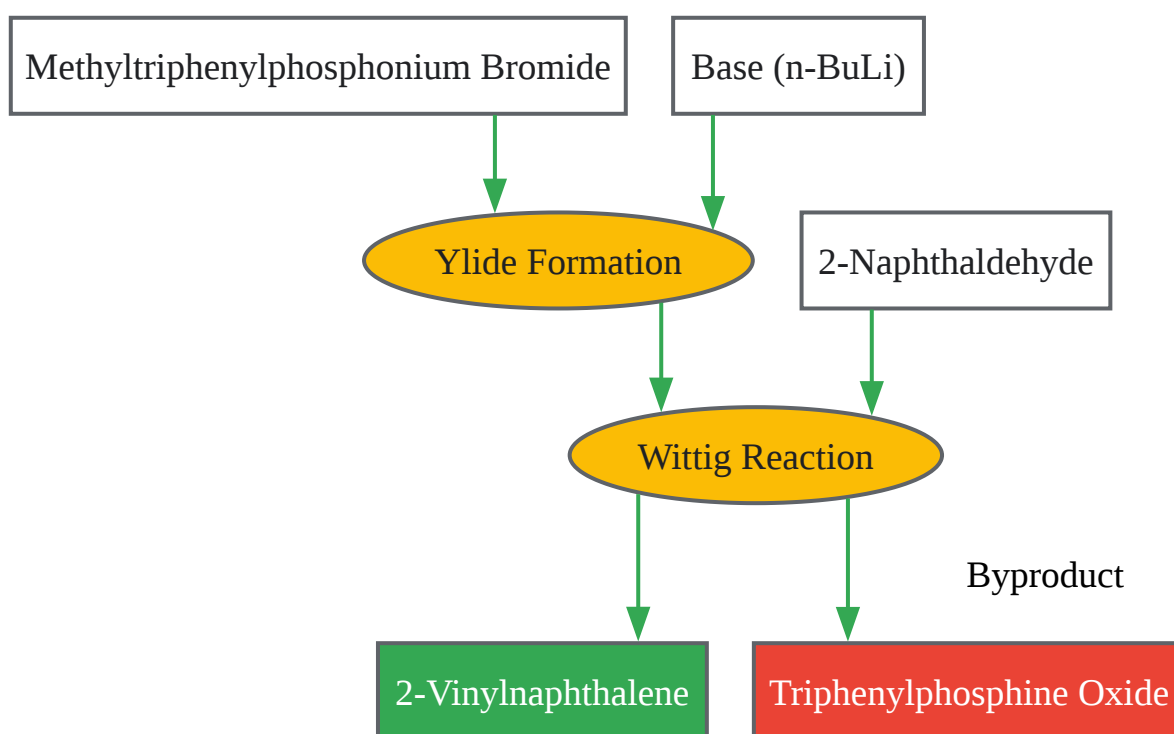 Methyltriphenylphosphonium Bromide
Base (n-BuLi)
Ylide Formation
2-Naphthaldehyde
Wittig Reaction
Byproduct
2-Vinylnaphthalene
Triphenylphosphine Oxide